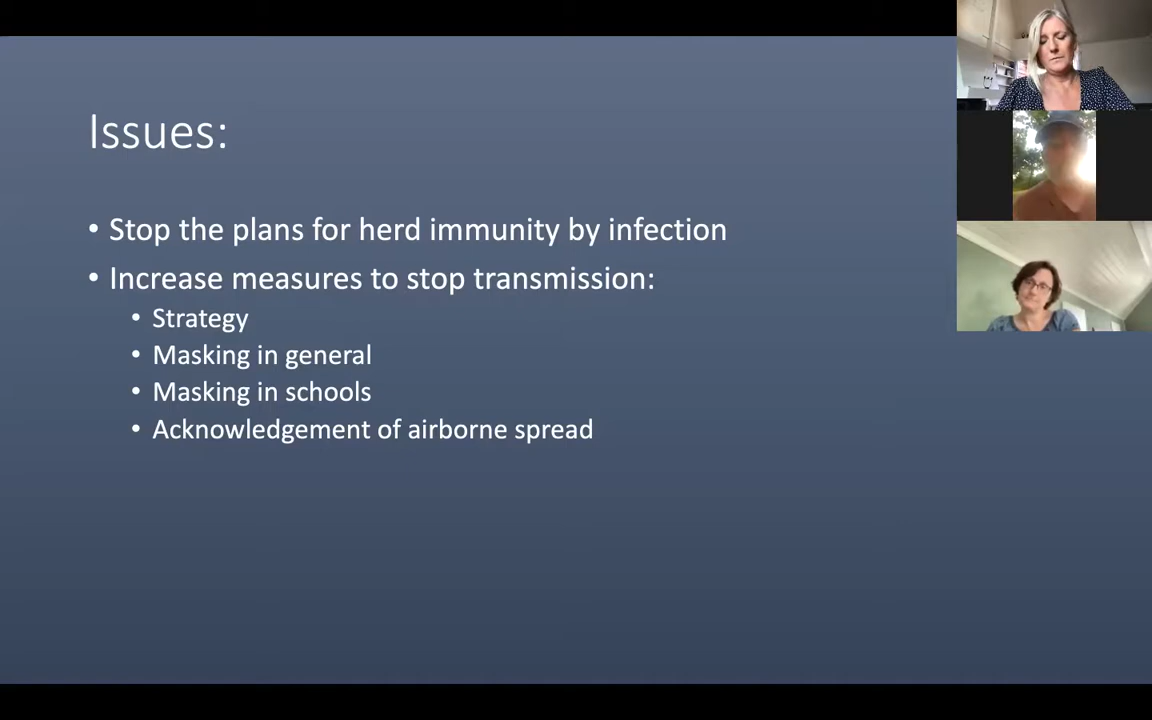 Issues:
• Stop the plans for herd immunity by infection
• Increase measures to stop transmission:
• Strategy
• Masking in general
• Masking in schools
• Acknowledgement of airborne spread